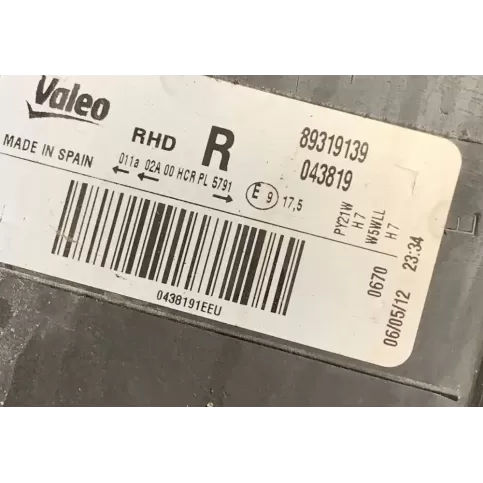 Valeo
RHD R 89319139
043819
MADE IN SPAIN
011a 02A 00 HCR PL 5791 E 9 17,5
PY21W
H7
W5WLL
H7
0438191EEU
0670
06/05/12 23:34
E